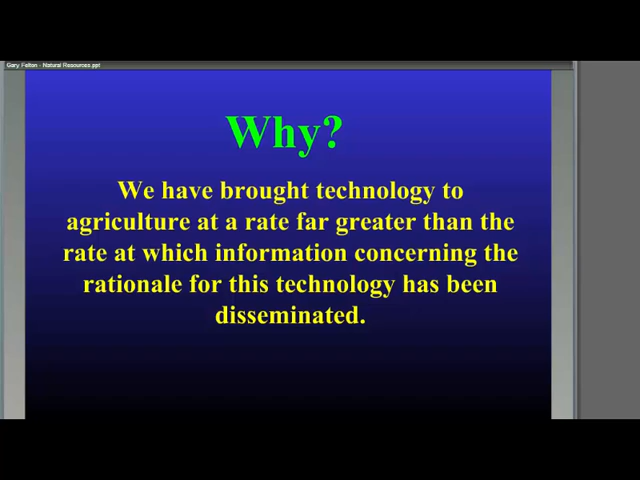 Gary Felton - Natural Resources.ppt
Why?
We have brought technology to
agriculture at a rate far greater than the
rate at which information concerning the
rationale for this technology has been
disseminated.